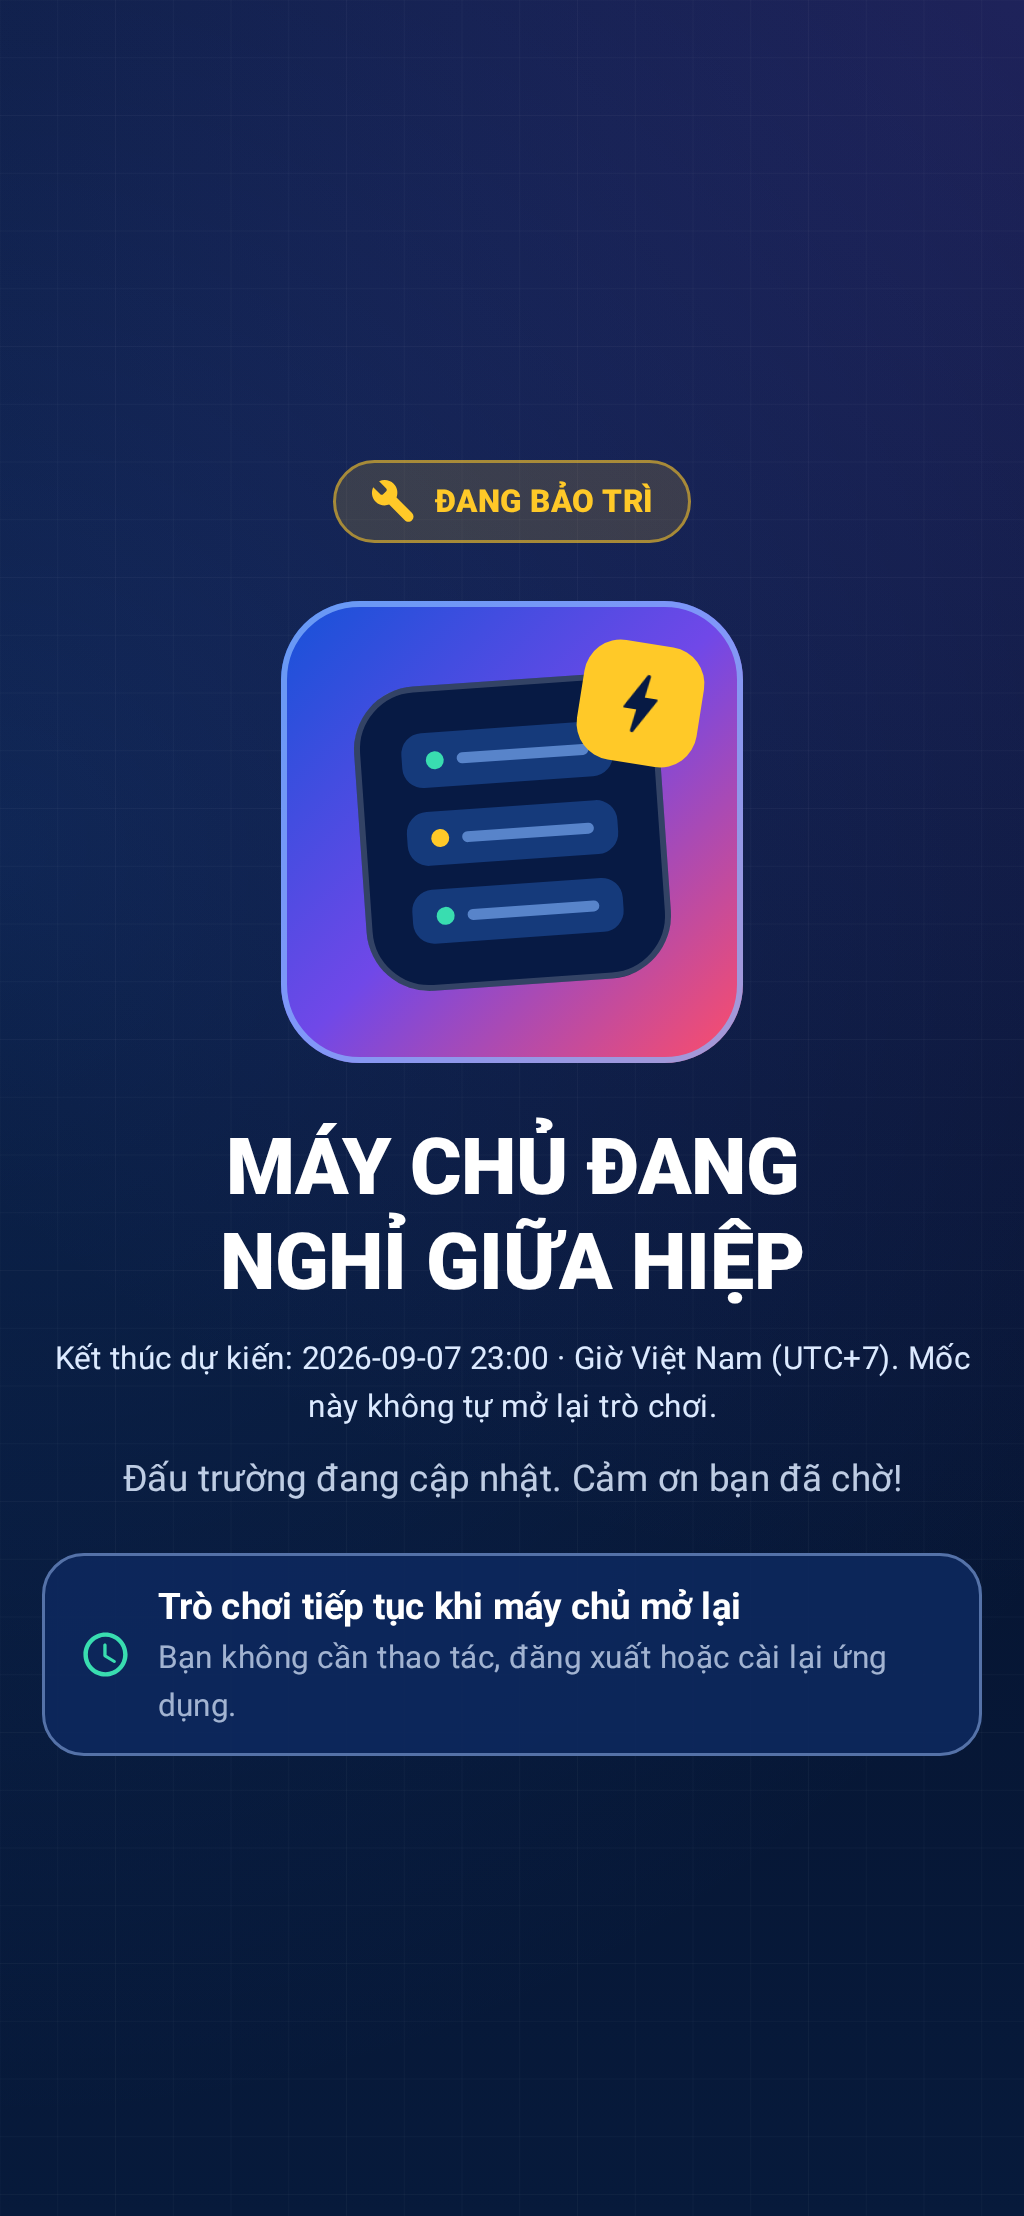 ĐANG BẢO TRÌ
MÁY CHỦ ĐANG
NGHỈ GIỮA HIỆP
Kết thúc dự kiến: 2026-09-07 23:00 · Giờ Việt Nam (UTC+7). Mốc
này không tự mở lại trò chơi.
Đấu trường đang cập nhật. Cảm ơn bạn đã chờ!
Trò chơi tiếp tục khi máy chủ mở lại
Bạn không cần thao tác, đăng xuất hoặc cài lại ứng
dụng.